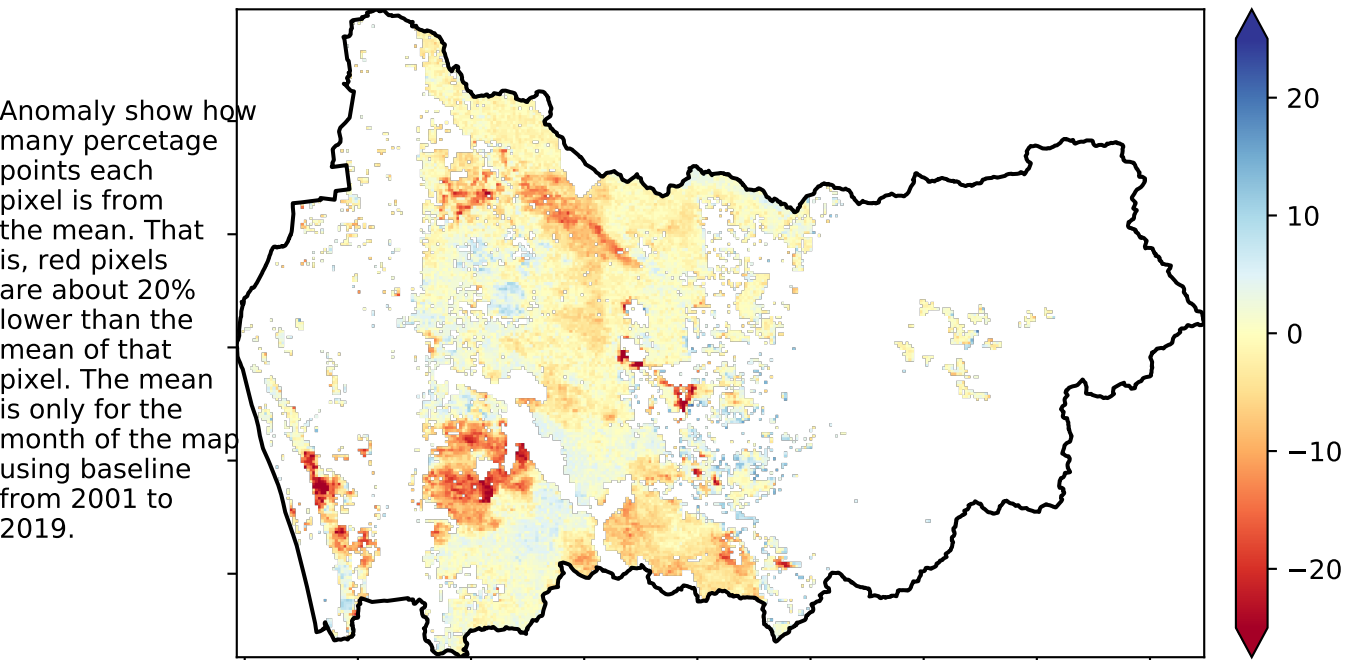 Anomaly show how
many percetage
points each
pixel is from
the mean. That
is, red pixels
are about 20%
lower than the
mean of that
pixel. The mean
is only for the
month of the map
using baseline
from 2001 to
2019.
20
10
0
−10
−20